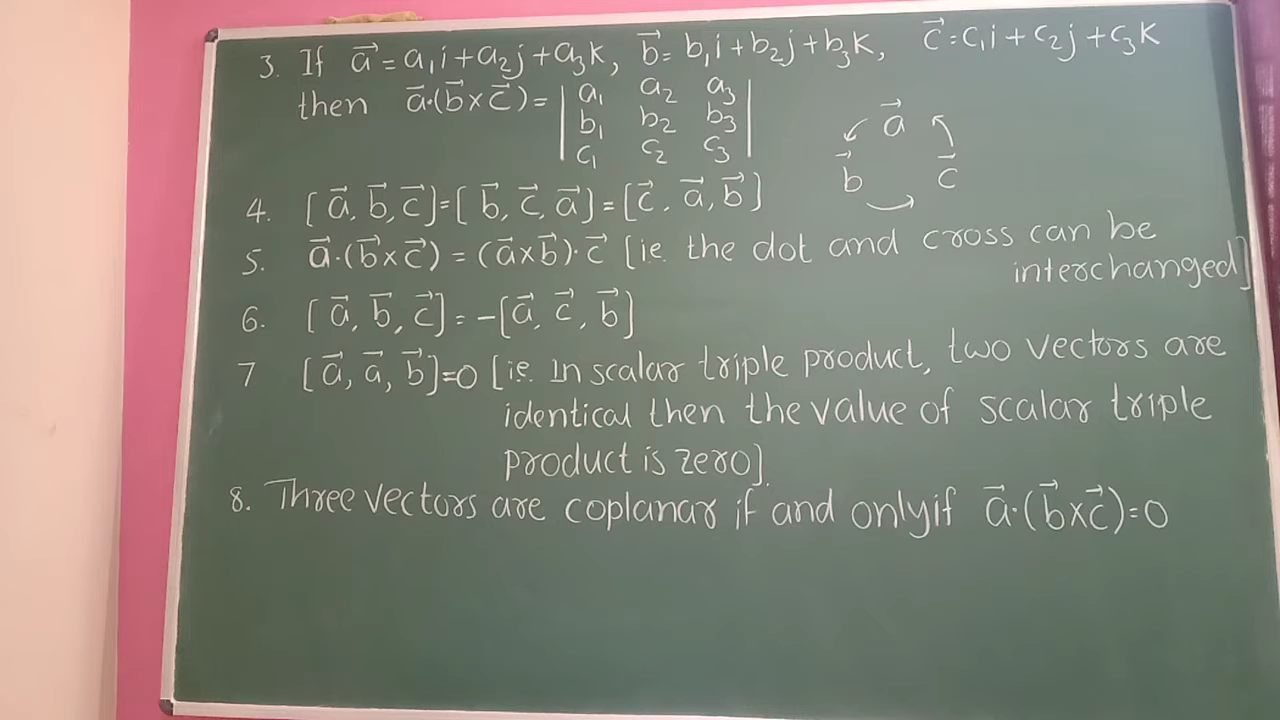 3. If a⃗ = a₁i + a₂j + a₃k, b⃗ = b₁i + b₂j + b₃k, c⃗ = c₁i + c₂j + c₃k
then a⃗·(b⃗×c⃗) = | a₁ a₂ a₃ |
| b₁ b₂ b₃ |
| c₁ c₂ c₃ |
a⃗
b⃗ c⃗
4. [a⃗, b⃗, c⃗] = [b⃗, c⃗, a⃗] = [c⃗, a⃗, b⃗]
5. a⃗·(b⃗×c⃗) = (a⃗×b⃗)·c⃗ [ie. the dot and cross can be
interchanged]
6. [a⃗, b⃗, c⃗] = -[a⃗, c⃗, b⃗]
7 [a⃗, a⃗, b⃗] = 0 [ie. In scalar triple product, two vectors are
identical then the value of scalar triple
product is zero].
8. Three vectors are coplanar if and only if a⃗·(b⃗×c⃗) = 0